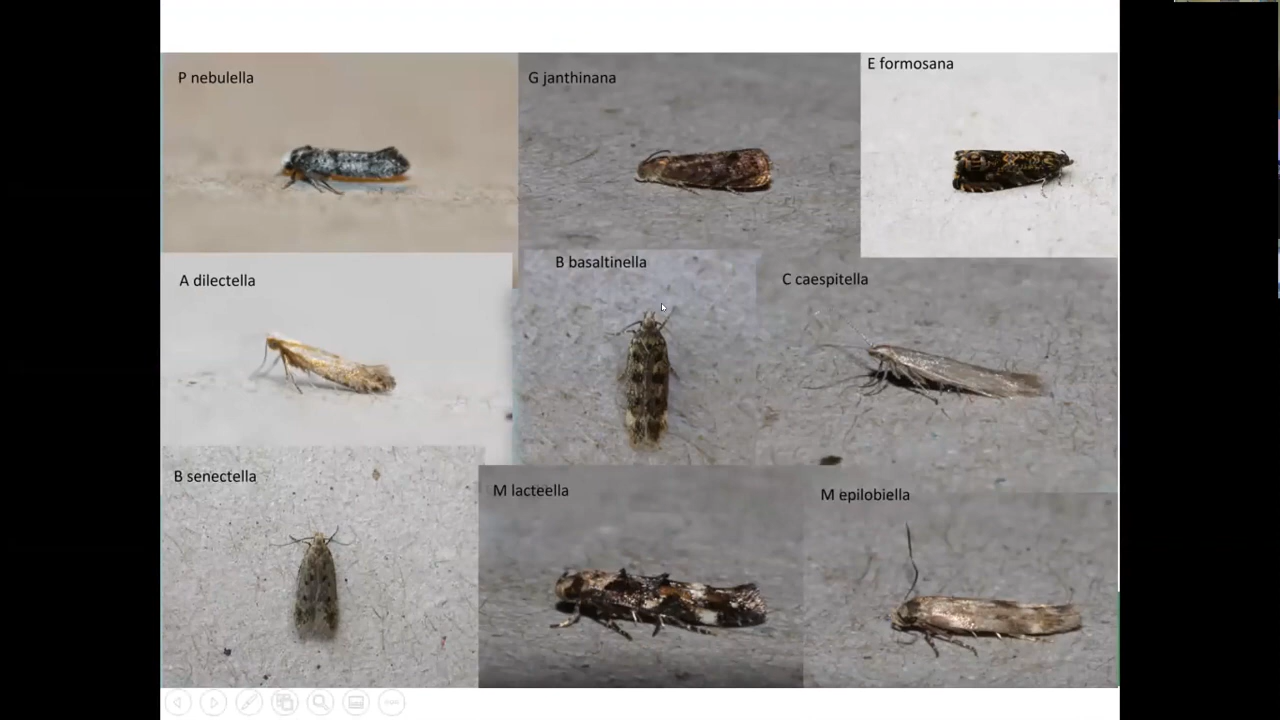 P nebulella
G janthinana
E formosana
A dilectella
B basaltinella
C caespitella
B senectella
M lacteella
M epilobiella